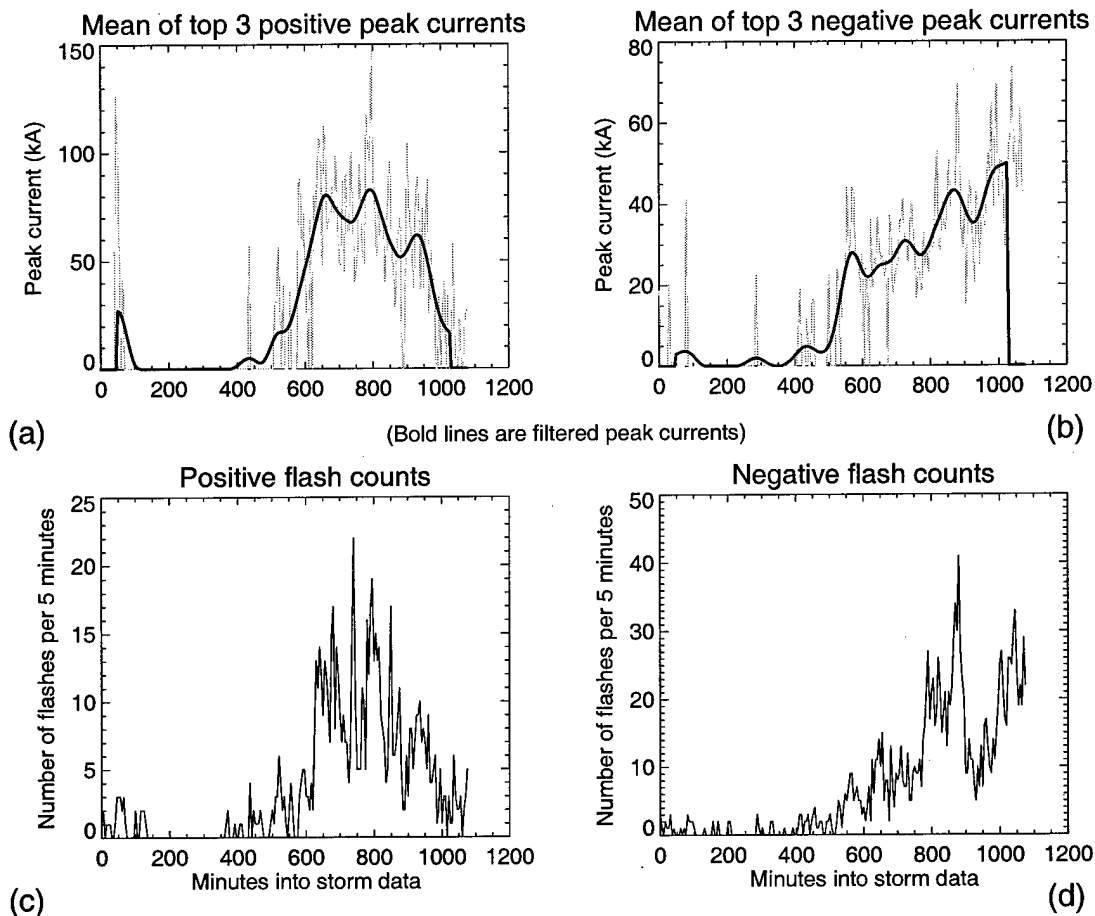 Mean of top 3 positive peak currents
150
100
50
0
Peak current (kA)
0 200 400 600 800 1000 1200
(a)
Mean of top 3 negative peak currents
80
60
40
20
0
Peak current (kA)
0 200 400 600 800 1000 1200
(b)
(Bold lines are filtered peak currents)
Positive flash counts
25
20
15
10
5
0
Number of flashes per 5 minutes
0 200 400 600 800 1000 1200
Minutes into storm data
(c)
Negative flash counts
50
40
30
20
10
0
Number of flashes per 5 minutes
0 200 400 600 800 1000 1200
Minutes into storm data
(d)